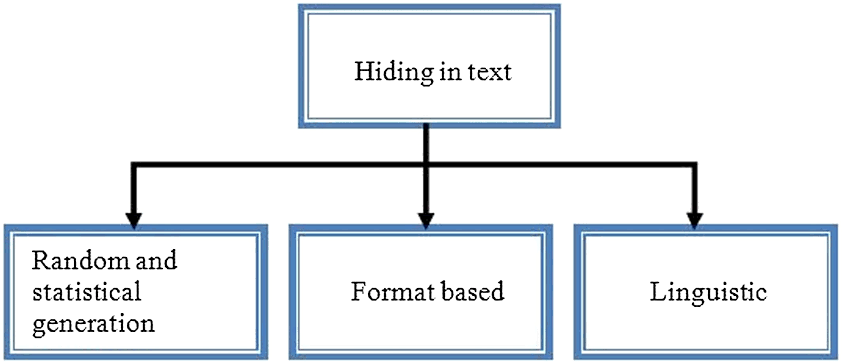 Hiding in text
Random and
statistical
generation
Format based
Linguistic